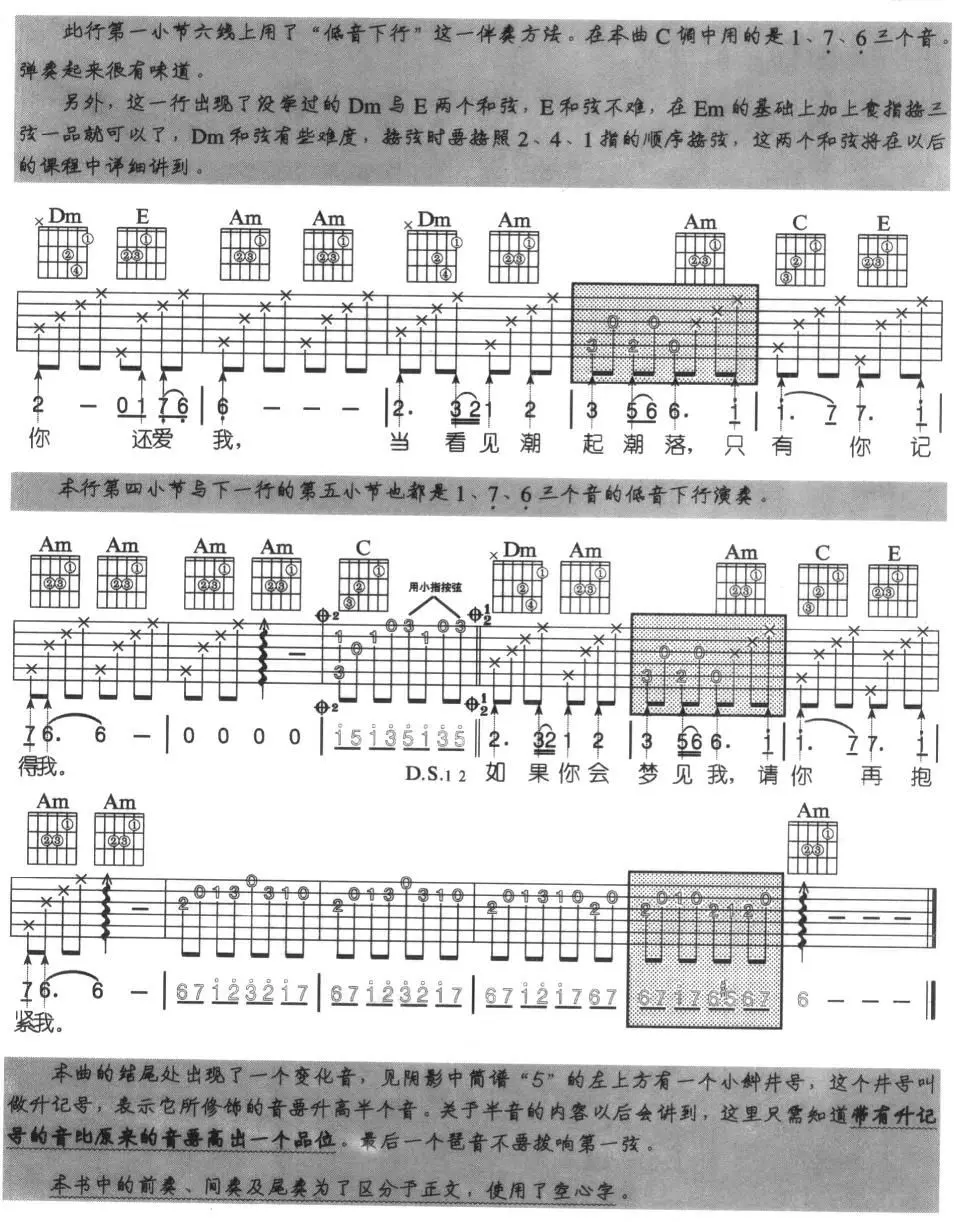 此行第一小节六线上用了“低音下行”这一伴奏方法。在本曲C调中用的是1、7̣、6̣三个音。
弹奏起来很有味道。
另外，这一行出现了没学过的Dm与E两个和弦，E和弦不难，在Em的基础上加上食指按三
弦一品就可以了，Dm和弦有些难度，按弦时要按照2、4、1指的顺序按弦，这两个和弦将在以后
的课程中详细讲到。
×Dm E Am Am ×Dm Am Am C E
2 — 0 1 7̣ 6̣ | 6̣ — — — | 2. 3 2 1 2 | 3 5 6 6. i | i. 7 7. i |
你 还爱 我， 当 看见潮 起潮落，只 有 你 记
本行第四小节与下一行的第五小节也都是1、7̣、6̣三个音的低音下行演奏。
Am Am Am Am C ×Dm Am Am C E
用小指按弦
7 6. 6 — | 0 0 0 0 | i 5 i 3 5 i 3 5 || 2. 3 2 1 2 | 3 5 6 6. i | i. 7 7. i |
得我。 D.S.1 2 如 果你会 梦见我，请你 再 抱
Am Am Am
7 6. 6 — | 6 7 i 2 3 2 i 7 | 6 7 i 2 3 2 i 7 | 6 7 i 2 i 7 6 7 | 6 7 i 7 6 #5 6 7 | 6 — — — ||
紧我。
本曲的结尾处出现了一个变化音，见阴影中简谱“5”的左上方有一个小斜井号，这个井号叫
做升记号，表示它所修饰的音要升高半个音。关于半音的内容以后会讲到，这里只需知道带有升记
号的音比原来的音要高出一个品位。最后一个琶音不要拨响第一弦。
本书中的前奏、间奏及尾奏为了区分于正文，使用了空心字。